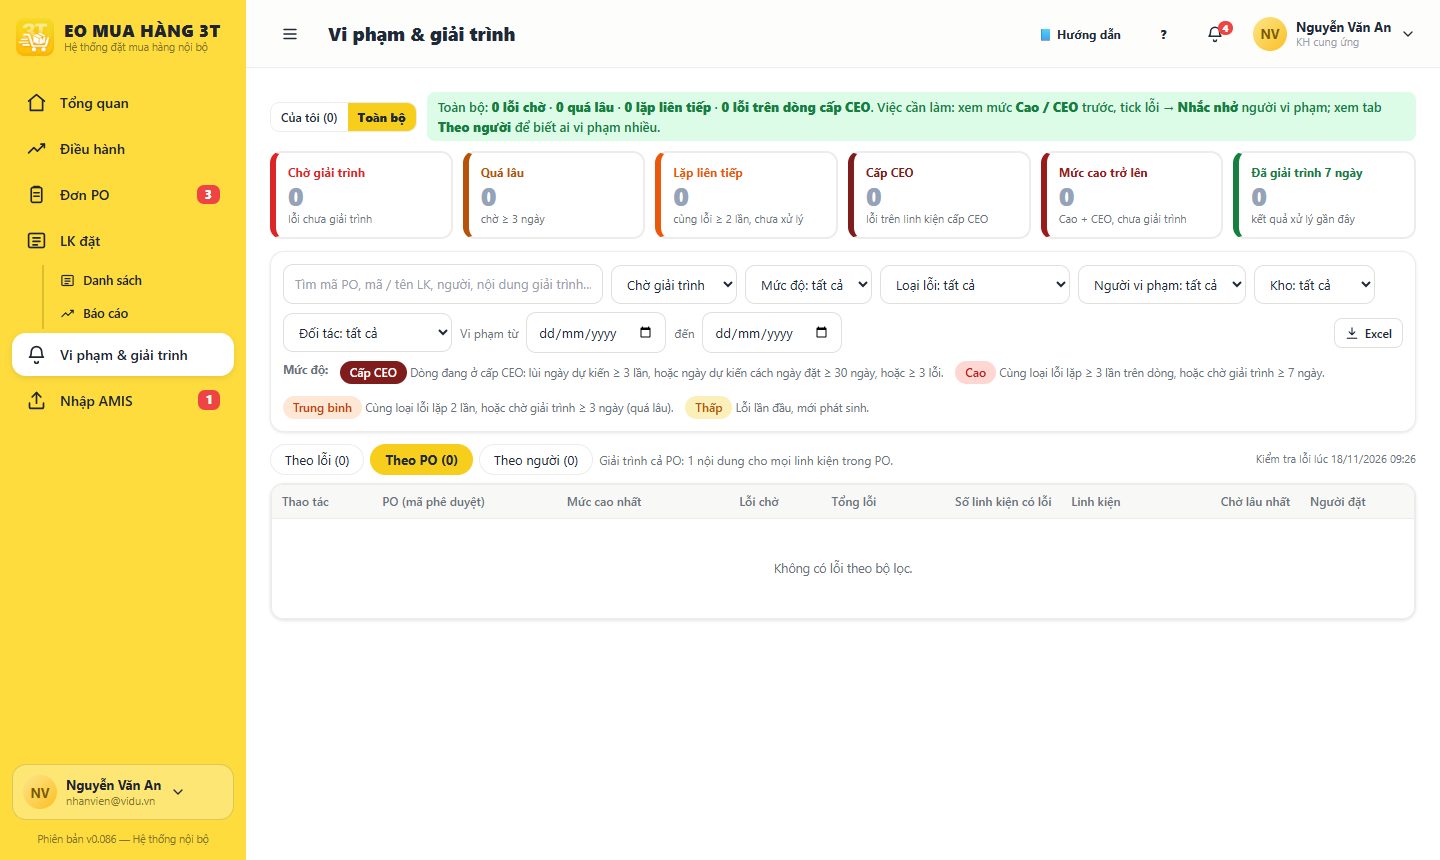 EO MUA HÀNG 3T
Hệ thống đặt mua hàng nội bộ
Tổng quan
Điều hành
Đơn PO
3
LK đặt
Danh sách
Báo cáo
Vi phạm & giải trình
Nhập AMIS
1
NV
Nguyễn Văn An
nhanvien@vidu.vn
Phiên bản v0.086 — Hệ thống nội bộ
Vi phạm & giải trình
Hướng dẫn
?
4
NV
Nguyễn Văn An
KH cung ứng
Của tôi (0)
Toàn bộ
Toàn bộ: 0 lỗi chờ · 0 quá lâu · 0 lặp liên tiếp · 0 lỗi trên dòng cấp CEO. Việc cần làm: xem mức Cao / CEO trước, tick lỗi → Nhắc nhở người vi phạm; xem tab
Theo người để biết ai vi phạm nhiều.
Chờ giải trình
0
lỗi chưa giải trình
Quá lâu
0
chờ ≥ 3 ngày
Lặp liên tiếp
0
cùng lỗi ≥ 2 lần, chưa xử lý
Cấp CEO
0
lỗi trên linh kiện cấp CEO
Mức cao trở lên
0
Cao + CEO, chưa giải trình
Đã giải trình 7 ngày
0
kết quả xử lý gần đây
Tìm mã PO, mã / tên LK, người, nội dung giải trình...
Chờ giải trình
Mức độ: tất cả
Loại lỗi: tất cả
Người vi phạm: tất cả
Kho: tất cả
Đối tác: tất cả
Vi phạm từ
dd/mm/yyyy
đến
dd/mm/yyyy
Excel
Mức độ:
Cấp CEO
Dòng đang ở cấp CEO: lùi ngày dự kiến ≥ 3 lần, hoặc ngày dự kiến cách ngày đặt ≥ 30 ngày, hoặc ≥ 3 lỗi.
Cao
Cùng loại lỗi lặp ≥ 3 lần trên dòng, hoặc chờ giải trình ≥ 7 ngày.
Trung bình
Cùng loại lỗi lặp 2 lần, hoặc chờ giải trình ≥ 3 ngày (quá lâu).
Thấp
Lỗi lần đầu, mới phát sinh.
Theo lỗi (0)
Theo PO (0)
Theo người (0)
Giải trình cả PO: 1 nội dung cho mọi linh kiện trong PO.
Kiểm tra lỗi lúc 18/11/2026 09:26
Thao tác
PO (mã phê duyệt)
Mức cao nhất
Lỗi chờ
Tổng lỗi
Số linh kiện có lỗi
Linh kiện
Chờ lâu nhất
Người đặt
Không có lỗi theo bộ lọc.